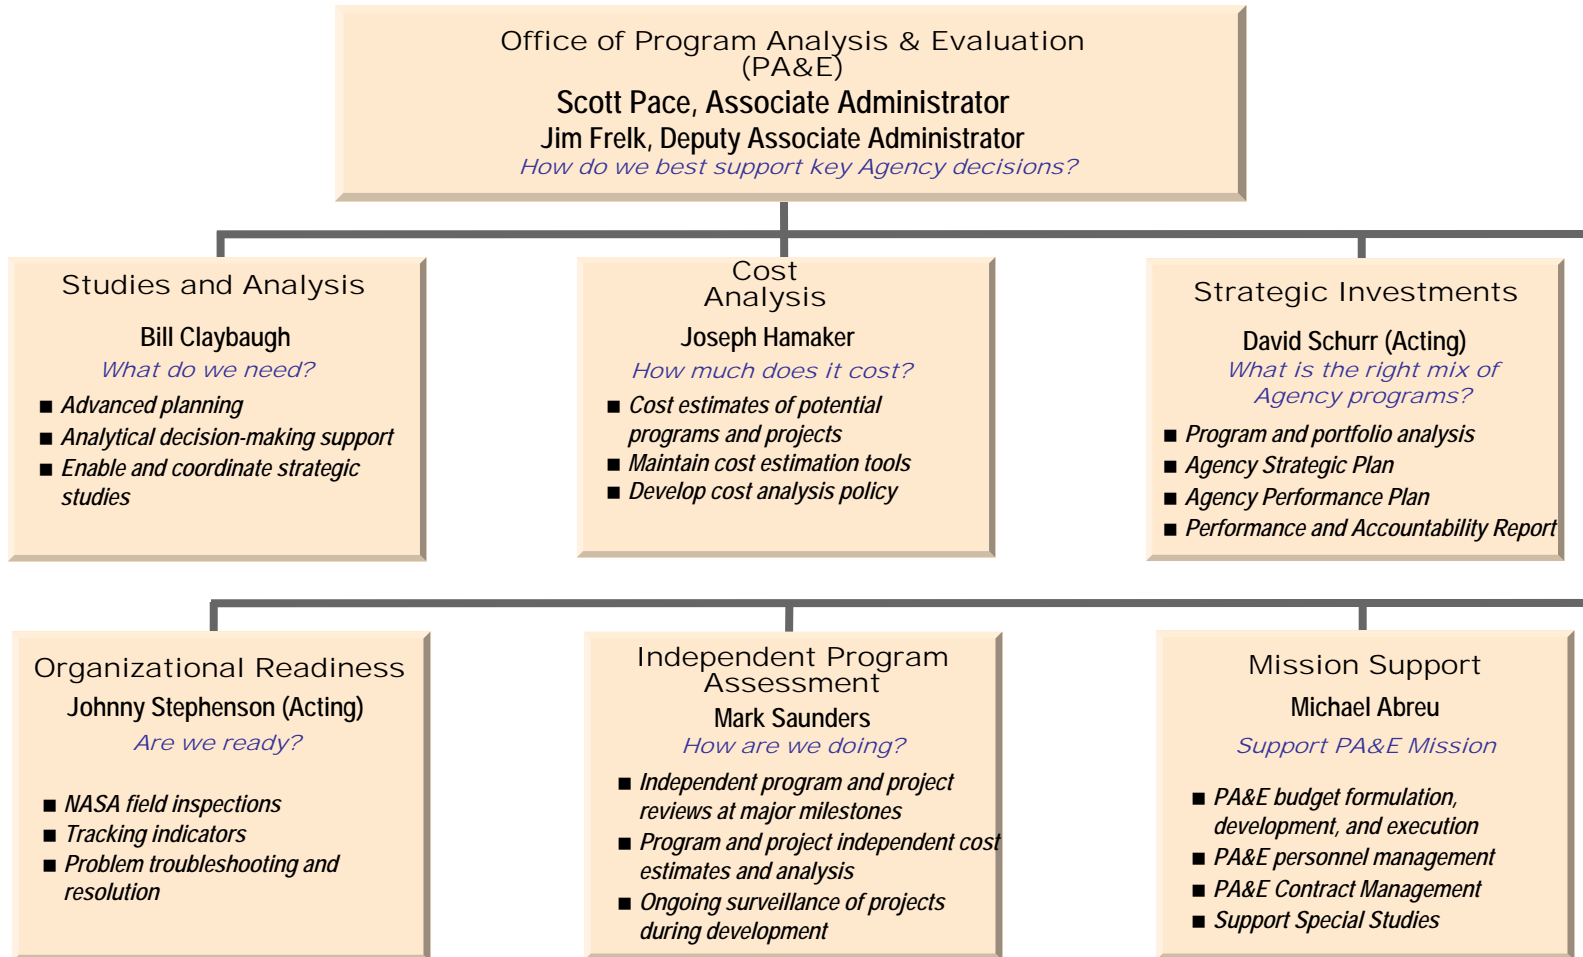 Office of Program Analysis & Evaluation
(PA&E)
Scott Pace, Associate Administrator
Jim Frelk, Deputy Associate Administrator
How do we best support key Agency decisions?
Studies and Analysis
Bill Claybaugh
What do we need?
■ Advanced planning
■ Analytical decision-making support
■ Enable and coordinate strategic
studies
Cost
Analysis
Joseph Hamaker
How much does it cost?
■ Cost estimates of potential
programs and projects
■ Maintain cost estimation tools
■ Develop cost analysis policy
Strategic Investments
David Schurr (Acting)
What is the right mix of
Agency programs?
■ Program and portfolio analysis
■ Agency Strategic Plan
■ Agency Performance Plan
■ Performance and Accountability Report
Organizational Readiness
Johnny Stephenson (Acting)
Are we ready?
■ NASA field inspections
■ Tracking indicators
■ Problem troubleshooting and
resolution
Independent Program
Assessment
Mark Saunders
How are we doing?
■ Independent program and project
reviews at major milestones
■ Program and project independent cost
estimates and analysis
■ Ongoing surveillance of projects
during development
Mission Support
Michael Abreu
Support PA&E Mission
■ PA&E budget formulation,
development, and execution
■ PA&E personnel management
■ PA&E Contract Management
■ Support Special Studies